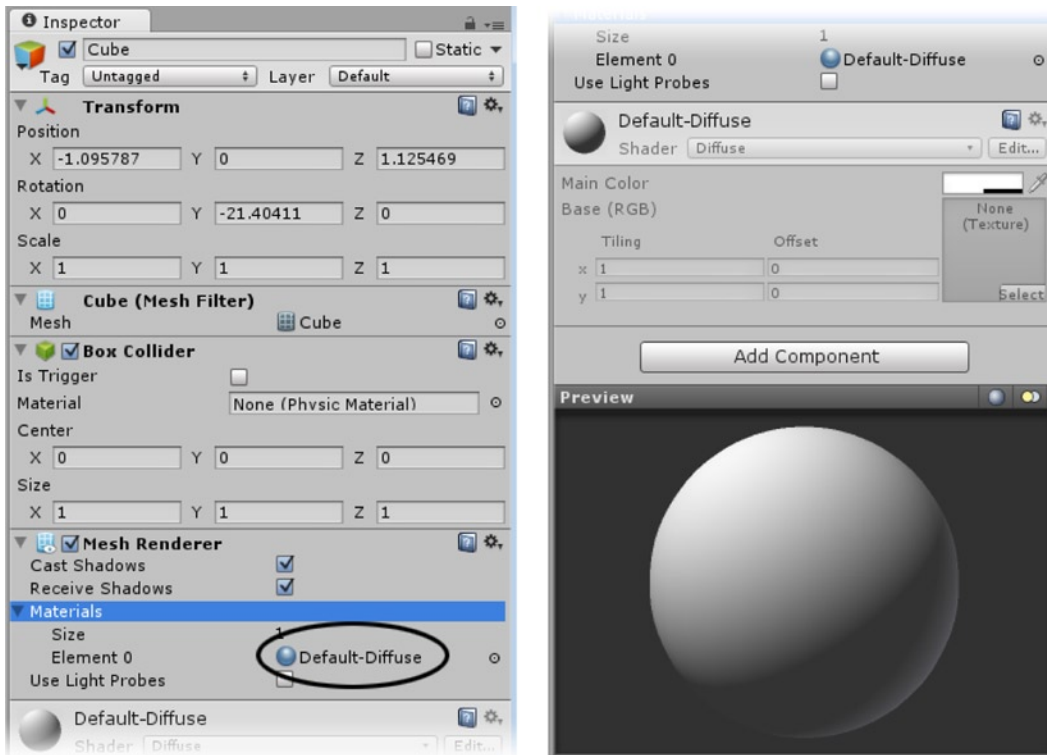 Inspector
Cube Static
Tag Untagged Layer Default
Transform
Position
X -1.095787 Y 0 Z 1.125469
Rotation
X 0 Y -21.40411 Z 0
Scale
X 1 Y 1 Z 1
Cube (Mesh Filter)
Mesh Cube
Box Collider
Is Trigger
Material None (Physic Material)
Center
X 0 Y 0 Z 0
Size
X 1 Y 1 Z 1
Mesh Renderer
Cast Shadows
Receive Shadows
Materials
Size 1
Element 0 Default-Diffuse
Use Light Probes
Default-Diffuse
Shader Diffuse Edit...
Materials
Size 1
Element 0 Default-Diffuse
Use Light Probes
Default-Diffuse
Shader Diffuse Edit...
Main Color
Base (RGB) None
(Texture)
Tiling Offset
x 1 0
y 1 0 Select
Add Component
Preview